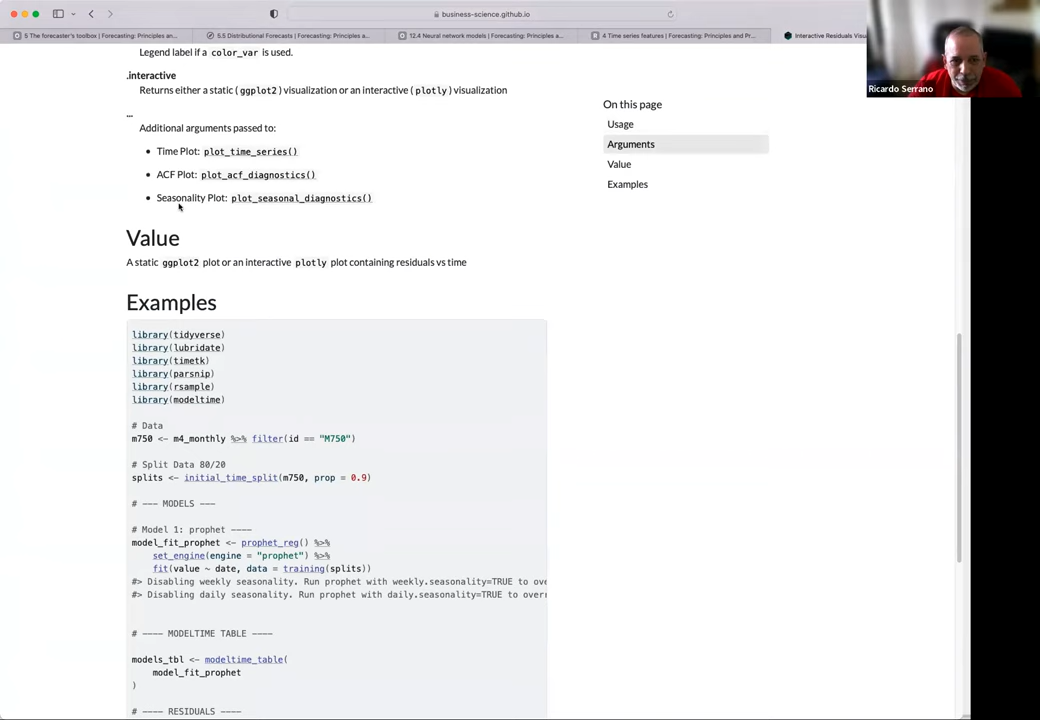 business-science.github.io
5 The forecaster's toolbox | Forecasting: Principles an...
5.5 Distributional Forecasts | Forecasting: Principles a...
12.4 Neural network models | Forecasting: Principles a...
4 Time series features | Forecasting: Principles and Pr...
Interactive Residuals Visu
Ricardo Serrano
Legend label if a color_var is used.
.interactive
Returns either a static (ggplot2) visualization or an interactive (plotly) visualization
...
Additional arguments passed to:
• Time Plot: plot_time_series()
• ACF Plot: plot_acf_diagnostics()
• Seasonality Plot: plot_seasonal_diagnostics()
On this page
Usage
Arguments
Value
Examples
Value
A static ggplot2 plot or an interactive plotly plot containing residuals vs time
Examples
library(tidyverse)
library(lubridate)
library(timetk)
library(parsnip)
library(rsample)
library(modeltime)
# Data
m750 <- m4_monthly %>% filter(id == "M750")
# Split Data 80/20
splits <- initial_time_split(m750, prop = 0.9)
# --- MODELS ---
# Model 1: prophet ----
model_fit_prophet <- prophet_reg() %>%
set_engine(engine = "prophet") %>%
fit(value ~ date, data = training(splits))
#> Disabling weekly seasonality. Run prophet with weekly.seasonality=TRUE to ove
#> Disabling daily seasonality. Run prophet with daily.seasonality=TRUE to overr
# ---- MODELTIME TABLE ----
models_tbl <- modeltime_table(
model_fit_prophet
)
# ---- RESIDUALS ----